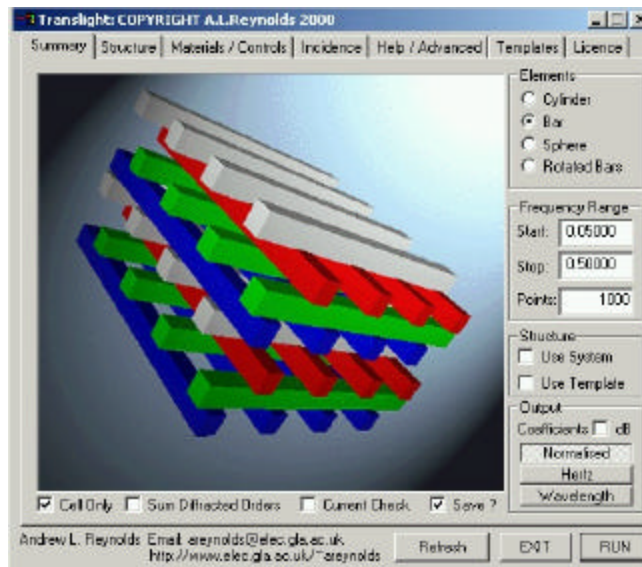 Translight: COPYRIGHT A.L.Reynolds 2000
Summary Structure Materials / Controls Incidence Help / Advanced Templates Licence
Elements
Cylinder
Bar
Sphere
Rotated Bars
Frequency Range
Start: 0.05000
Stop: 0.50000
Points: 1000
Structure
Use System
Use Template
Output
Coefficients dB
Normalised
Hertz
Wavelength
Cell Only Sum Diffracted Orders Current Check Save ?
Andrew L. Reynolds Email: areynolds@elec.gla.ac.uk
http://www.elec.gla.ac.uk/~areynolds
Refresh EXIT RUN